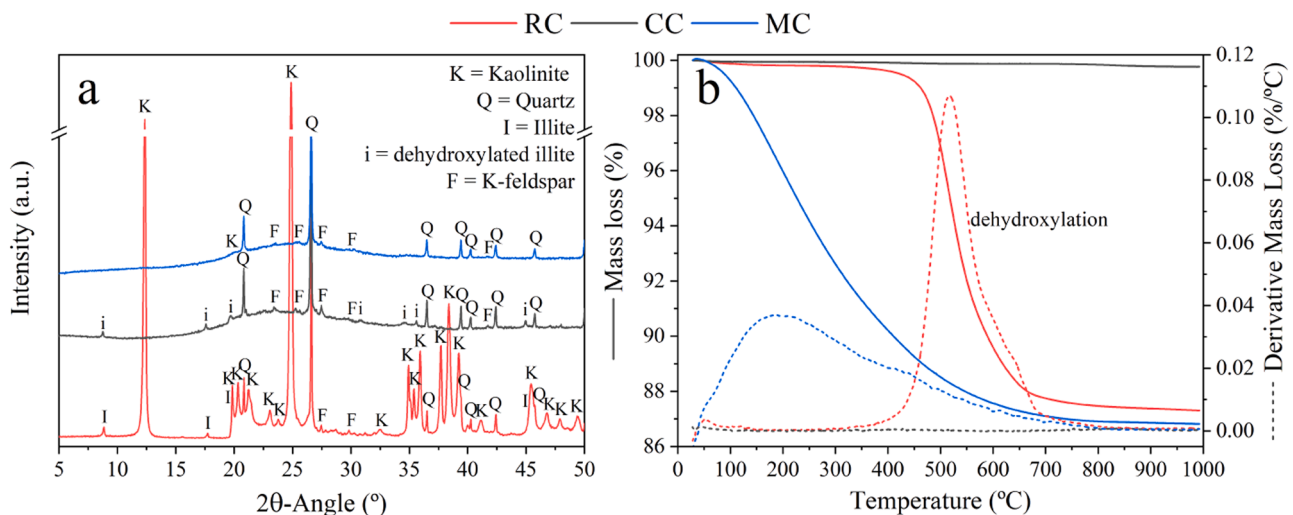 RC CC MC
a
K = Kaolinite
Q = Quartz
I = Illite
i = dehydroxylated illite
F = K-feldspar
K
K
Q
K
Q
F
F
F
F
Q
Q
Q
F
Q
Q
i
i
i
Q
F
F
F
F
i
i
i
Q
Q
Q
F
Q
i
Q
I
I
K
I
K
Q
K
K
K
F
F
K
K
K
K
K
K
K
Q
Q
Q
K
Q
K
I
Q
K
K
K
5 10 15 20 25 30 35 40 45 50
2θ-Angle (º)
Intensity (a.u.)
b
dehydroxylation
100
98
96
94
92
90
88
86
Mass loss (%)
0 100 200 300 400 500 600 700 800 900 1000
Temperature (ºC)
0.12
0.10
0.08
0.06
0.04
0.02
0.00
Derivative Mass Loss (%/ºC)